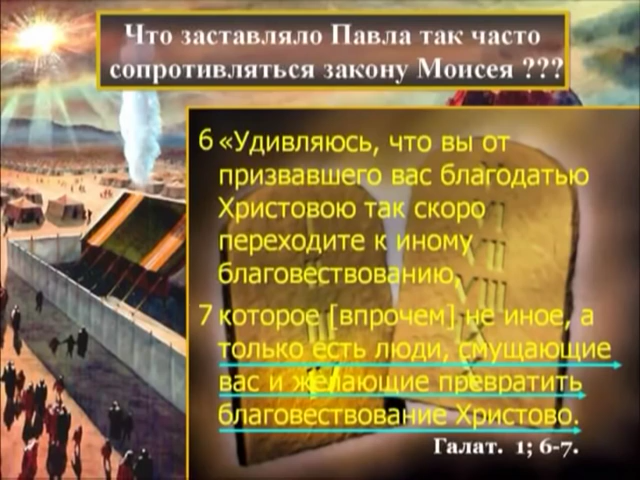 Что заставляло Павла так часто
сопротивляться закону Моисея ???
6 «Удивляюсь, что вы от
призвавшего вас благодатью
Христовою так скоро
переходите к иному
благовествованию,
7 которое [впрочем] не иное, а
только есть люди, смущающие
вас и желающие превратить
благовествование Христово.
Галат. 1; 6-7.